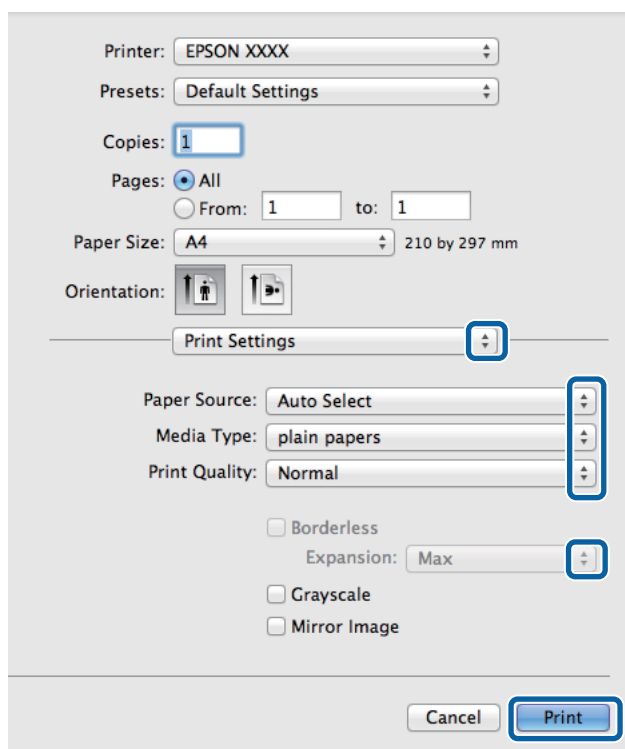 Printer: EPSON XXXX
Presets: Default Settings
Copies: 1
Pages: All
From: 1 to: 1
Paper Size: A4 210 by 297 mm
Orientation:
Print Settings
Paper Source: Auto Select
Media Type: plain papers
Print Quality: Normal
Borderless
Expansion: Max
Grayscale
Mirror Image
Cancel Print